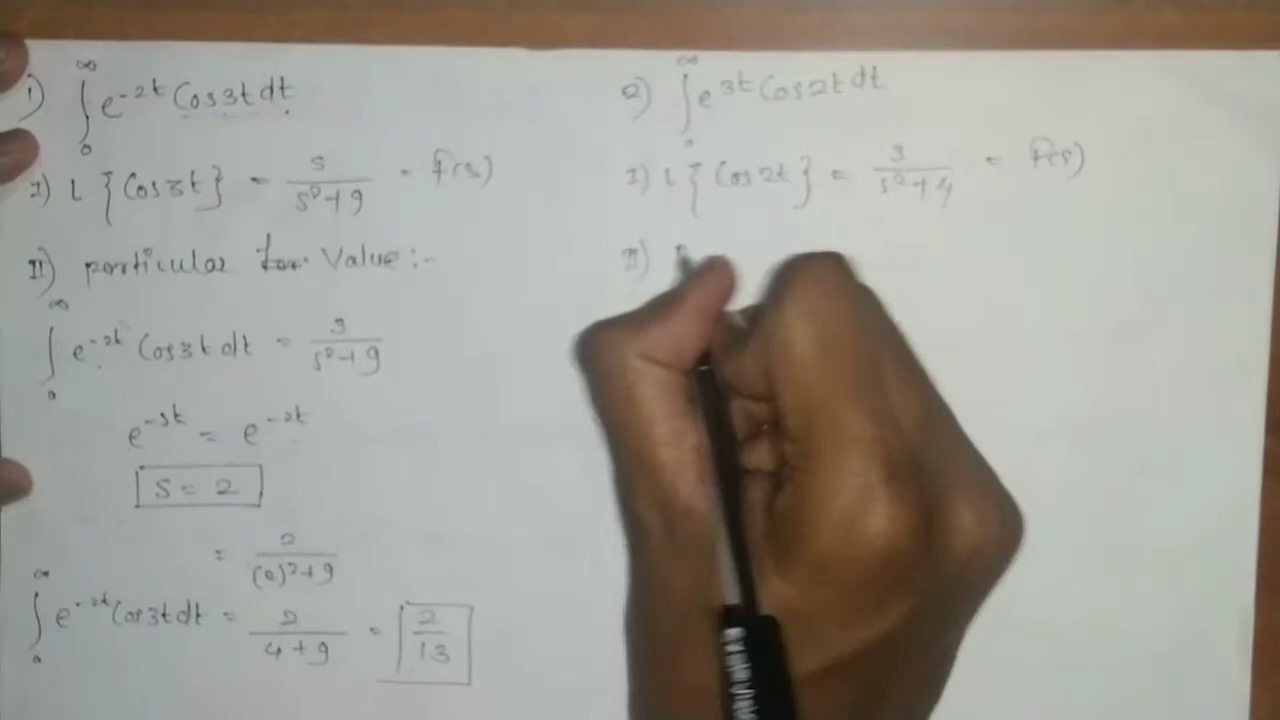 1) ∫₀^∞ e^-2t Cos3t dt
I) L {Cos3t} = s/s²+9 = f(s)
II) particular Value :-
∫₀^∞ e^-2t Cos3t dt = s/s²+9
e^-st = e^-2t
S = 2
= 2/(2)²+9
∫₀^∞ e^-2t Cos3t dt = 2/4+9 = 2/13
2) ∫₀^∞ e^3t Cos2t dt
I) L {Cos2t} = s/s²+4 = f(s)
II)